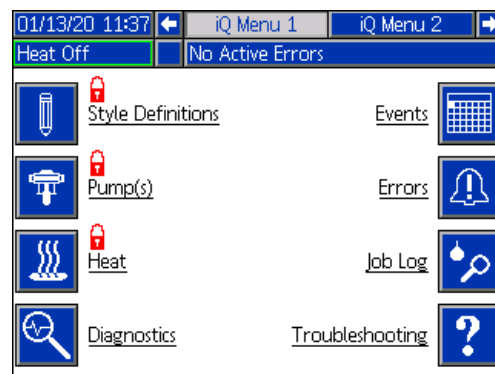 01/13/20 11:37 iQ Menu 1 iQ Menu 2
Heat Off No Active Errors
Style Definitions Events
Pump(s) Errors
Heat Job Log
Diagnostics Troubleshooting ?